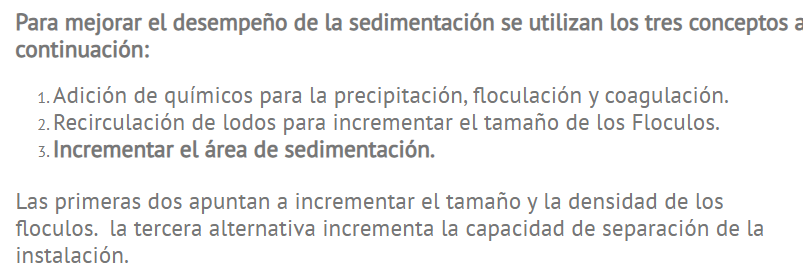 Para mejorar el desempeño de la sedimentación se utilizan los tres conceptos a
continuación:
1. Adición de químicos para la precipitación, floculación y coagulación.
2. Recirculación de lodos para incrementar el tamaño de los Floculos.
3. Incrementar el área de sedimentación.
Las primeras dos apuntan a incrementar el tamaño y la densidad de los
floculos.  la tercera alternativa incrementa la capacidad de separación de la
instalación.